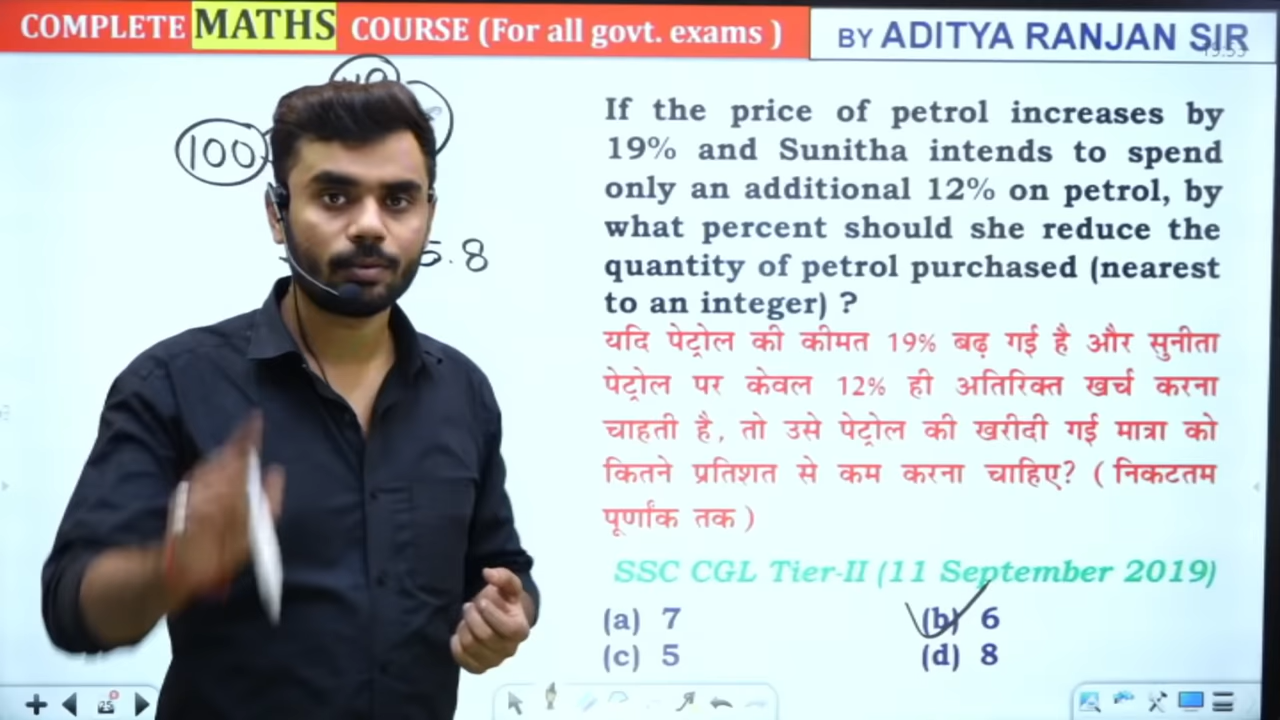 COMPLETE MATHS COURSE (For all govt. exams )
BY ADITYA RANJAN SIR
100
5.8
If the price of petrol increases by
19% and Sunitha intends to spend
only an additional 12% on petrol, by
what percent should she reduce the
quantity of petrol purchased (nearest
to an integer) ?
यदि पेट्रोल की कीमत 19% बढ़ गई है और सुनीता
पेट्रोल पर केवल 12% ही अतिरिक्त खर्च करना
चाहती है, तो उसे पेट्रोल की खरीदी गई मात्रा को
कितने प्रतिशत से कम करना चाहिए? ( निकटतम
पूर्णांक तक )
SSC CGL Tier-II (11 September 2019)
(a) 7
(b) 6
(c) 5
(d) 8